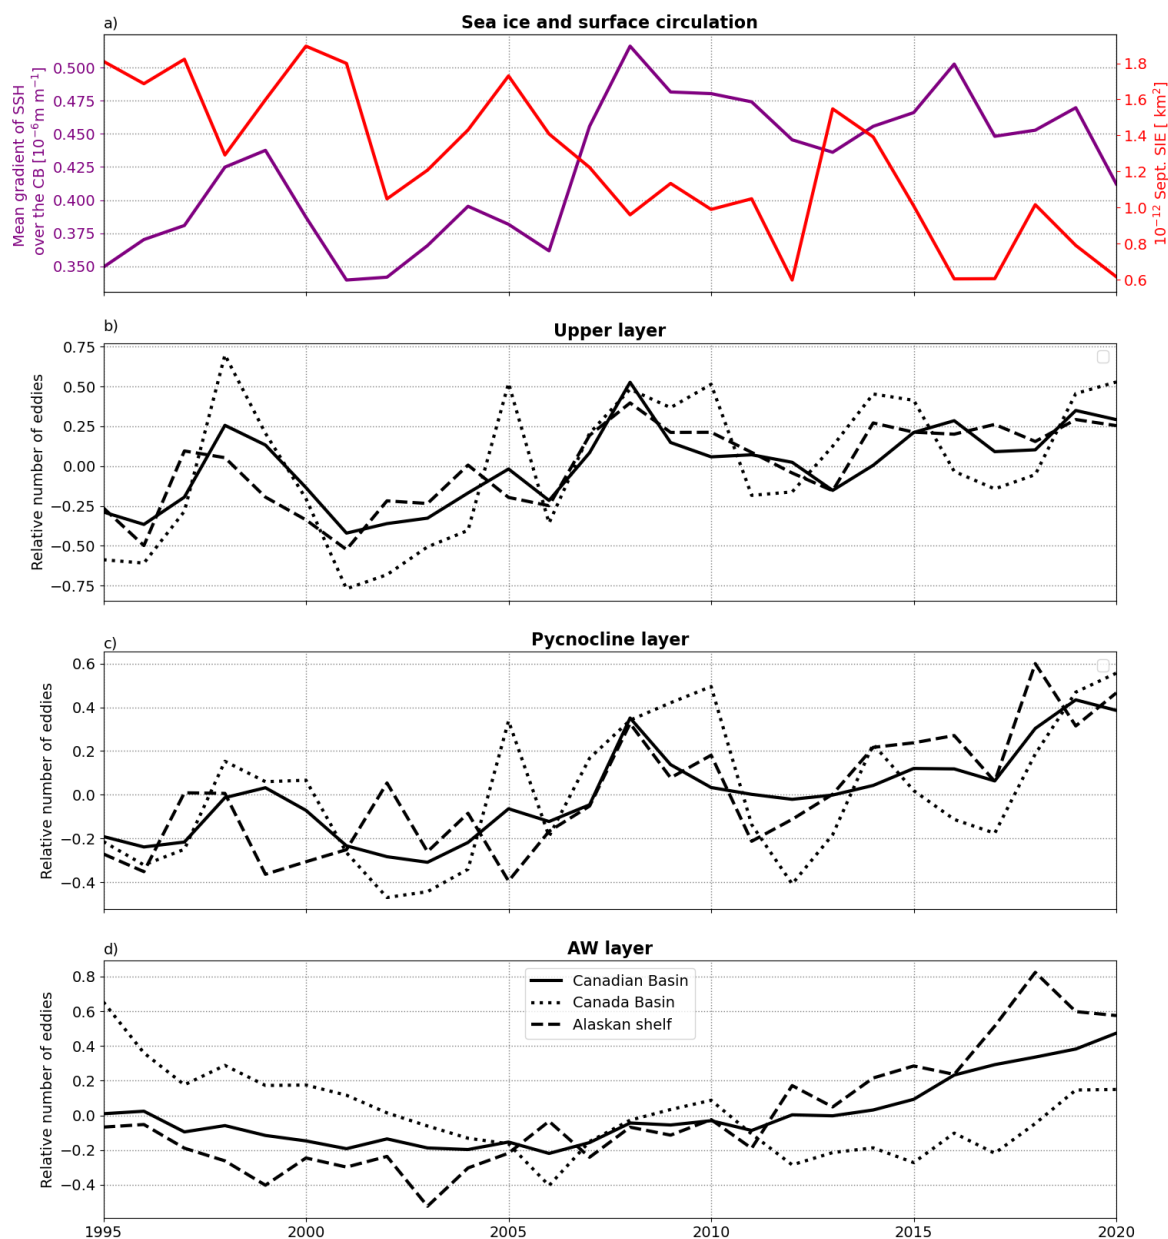 a)
Sea ice and surface circulation
Mean gradient of SSH
over the CB [10⁻⁶m m⁻¹]
0.500
0.475
0.450
0.425
0.400
0.375
0.350
1.8
1.6
1.4
1.2
1.0
0.8
0.6
10⁻¹² Sept. SIE [ km²]
b)
Upper layer
Relative number of eddies
0.75
0.50
0.25
0.00
−0.25
−0.50
−0.75
c)
Pycnocline layer
Relative number of eddies
0.6
0.4
0.2
0.0
−0.2
−0.4
d)
AW layer
Relative number of eddies
0.8
0.6
0.4
0.2
0.0
−0.2
−0.4
Canadian Basin
Canada Basin
Alaskan shelf
1995 2000 2005 2010 2015 2020